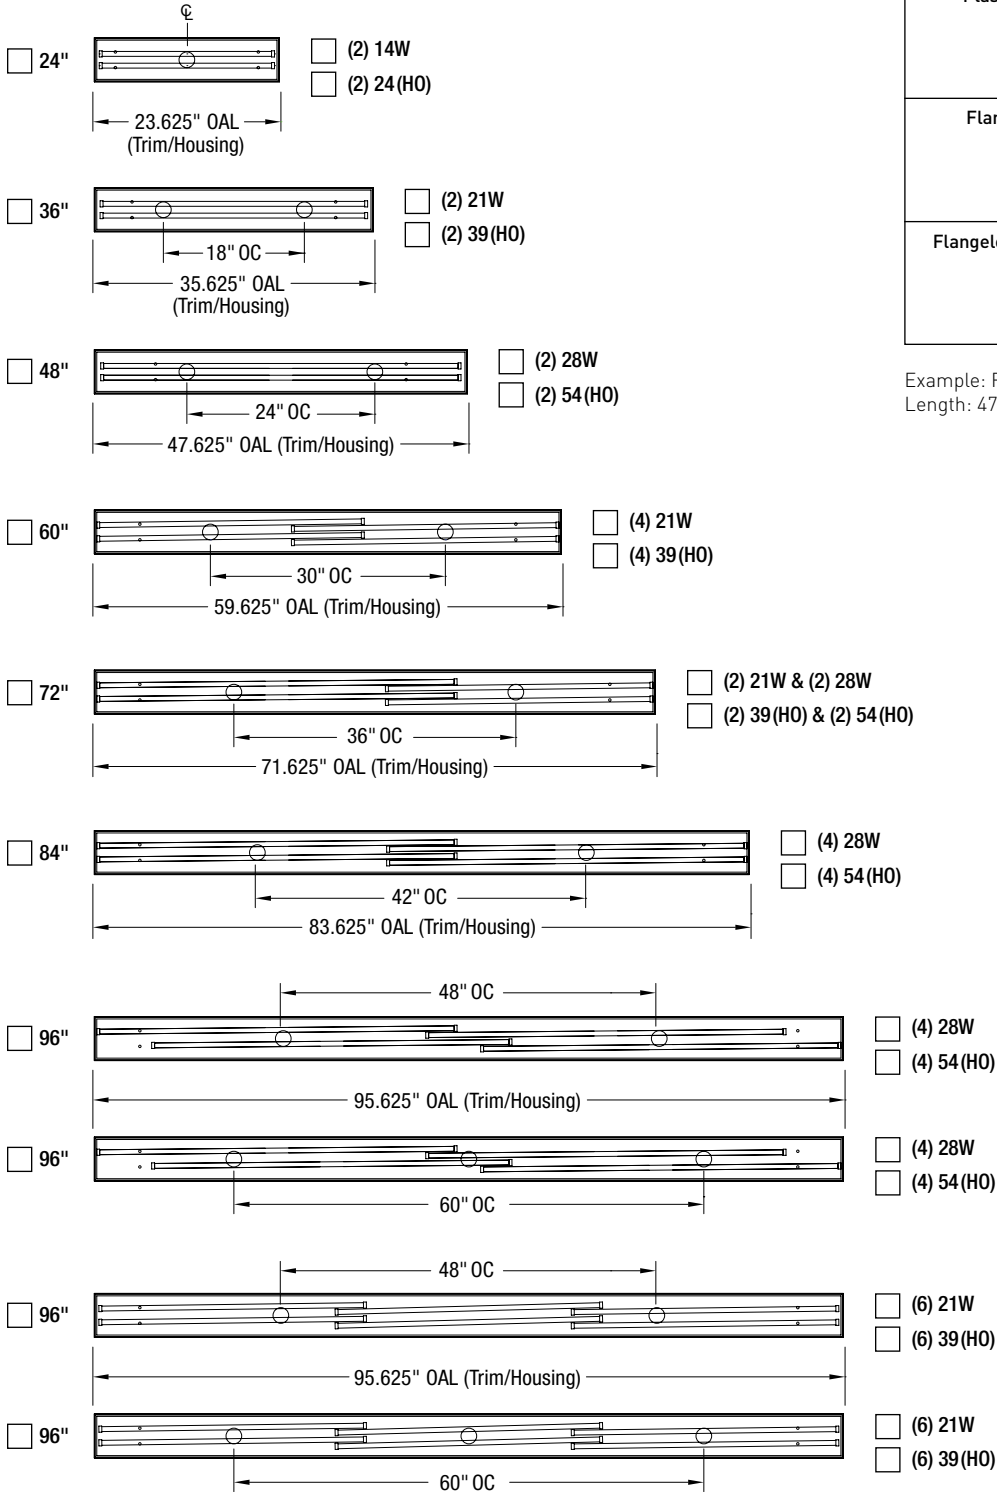 ℄
24"
(2) 14W
(2) 24(HO)
23.625" OAL
(Trim/Housing)
36"
(2) 21W
(2) 39(HO)
18" OC
35.625" OAL
(Trim/Housing)
48"
(2) 28W
(2) 54(HO)
24" OC
47.625" OAL (Trim/Housing)
60"
(4) 21W
(4) 39(HO)
30" OC
59.625" OAL (Trim/Housing)
72"
(2) 21W & (2) 28W
(2) 39(HO) & (2) 54(HO)
36" OC
71.625" OAL (Trim/Housing)
84"
(4) 28W
(4) 54(HO)
42" OC
83.625" OAL (Trim/Housing)
48" OC
96"
(4) 28W
(4) 54(HO)
95.625" OAL (Trim/Housing)
96"
(4) 28W
(4) 54(HO)
60" OC
48" OC
96"
(6) 21W
(6) 39(HO)
95.625" OAL (Trim/Housing)
96"
(6) 21W
(6) 39(HO)
60" OC
Example:
Length: 47